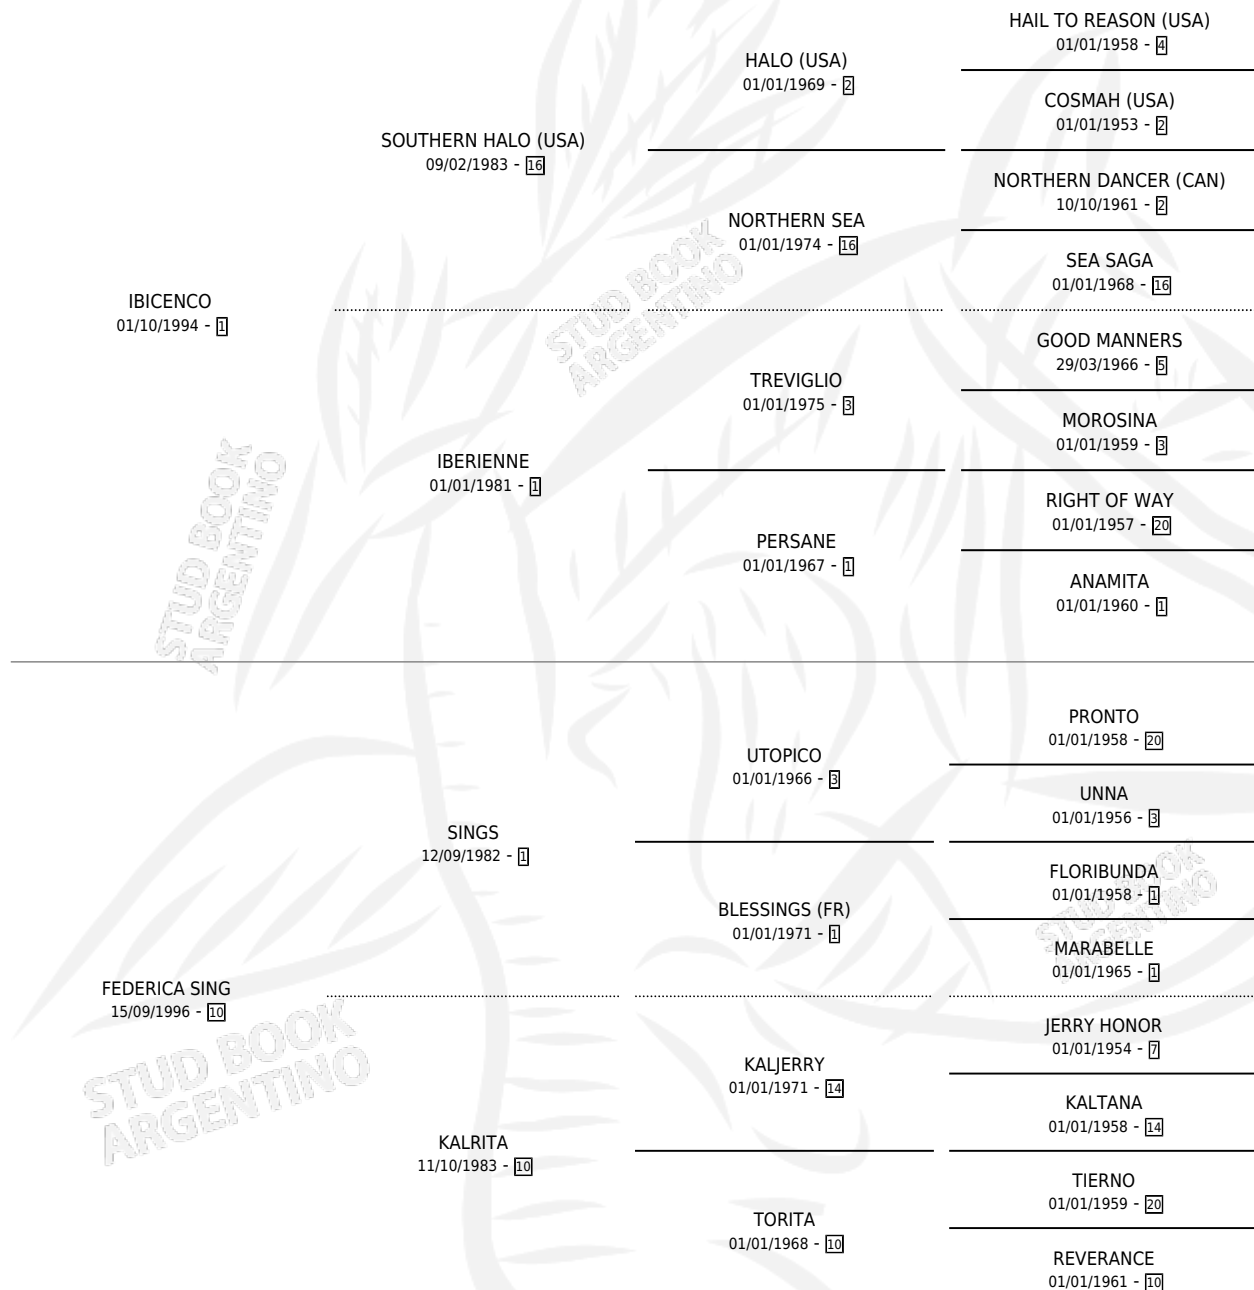 HAIL TO REASON (USA)
01/01/1958 - 4
HALO (USA)
01/01/1969 - 2
COSMAH (USA)
01/01/1953 - 2
SOUTHERN HALO (USA)
09/02/1983 - 16
NORTHERN DANCER (CAN)
10/10/1961 - 2
NORTHERN SEA
01/01/1974 - 16
SEA SAGA
01/01/1968 - 16
IBICENCO
01/10/1994 - 1
STUD BOOK
ARGENTINO
GOOD MANNERS
29/03/1966 - 5
TREVIGLIO
01/01/1975 - 3
MOROSINA
01/01/1959 - 3
IBERIENNE
01/01/1981 - 1
RIGHT OF WAY
01/01/1957 - 20
PERSANE
01/01/1967 - 1
ANAMITA
01/01/1960 - 1
STUD BOOK
ARGENTINO
PRONTO
01/01/1958 - 20
UTOPICO
01/01/1966 - 3
UNNA
01/01/1956 - 3
SINGS
12/09/1982 - 1
FLORIBUNDA
01/01/1958 - 1
BLESSINGS (FR)
01/01/1971 - 1
MARABELLE
01/01/1965 - 1
STUD BOOK
ARGENTINO
FEDERICA SING
15/09/1996 - 10
JERRY HONOR
01/01/1954 - 7
KALJERRY
01/01/1971 - 14
KALTANA
01/01/1958 - 14
STUD BOOK
ARGENTINO
KALRITA
11/10/1983 - 10
TIERNO
01/01/1959 - 20
TORITA
01/01/1968 - 10
REVERANCE
01/01/1961 - 10